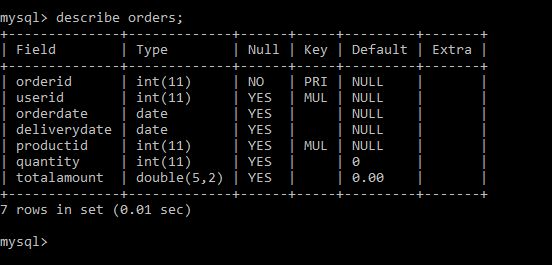 mysql> describe orders;
+--------------+-------------+------+-----+---------+-------+
| Field        | Type        | Null | Key | Default | Extra |
+--------------+-------------+------+-----+---------+-------+
| orderid      | int(11)     | NO   | PRI | NULL    |       |
| userid       | int(11)     | YES  | MUL | NULL    |       |
| orderdate    | date        | YES  |     | NULL    |       |
| deliverydate | date        | YES  |     | NULL    |       |
| productid    | int(11)     | YES  | MUL | NULL    |       |
| quantity     | int(11)     | YES  |     | 0       |       |
| totalamount  | double(5,2) | YES  |     | 0.00    |       |
+--------------+-------------+------+-----+---------+-------+
7 rows in set (0.01 sec)
mysql>